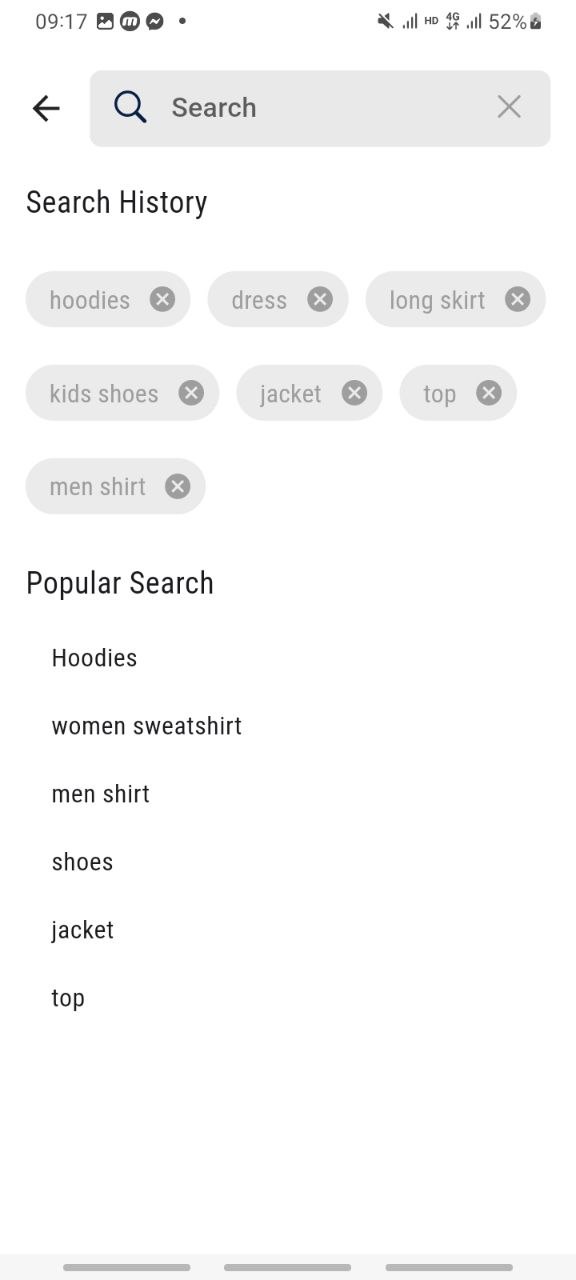 09:17 HD 4G 52%
Search
Search History
hoodies dress long skirt
kids shoes jacket top
men shirt
Popular Search
Hoodies
women sweatshirt
men shirt
shoes
jacket
top